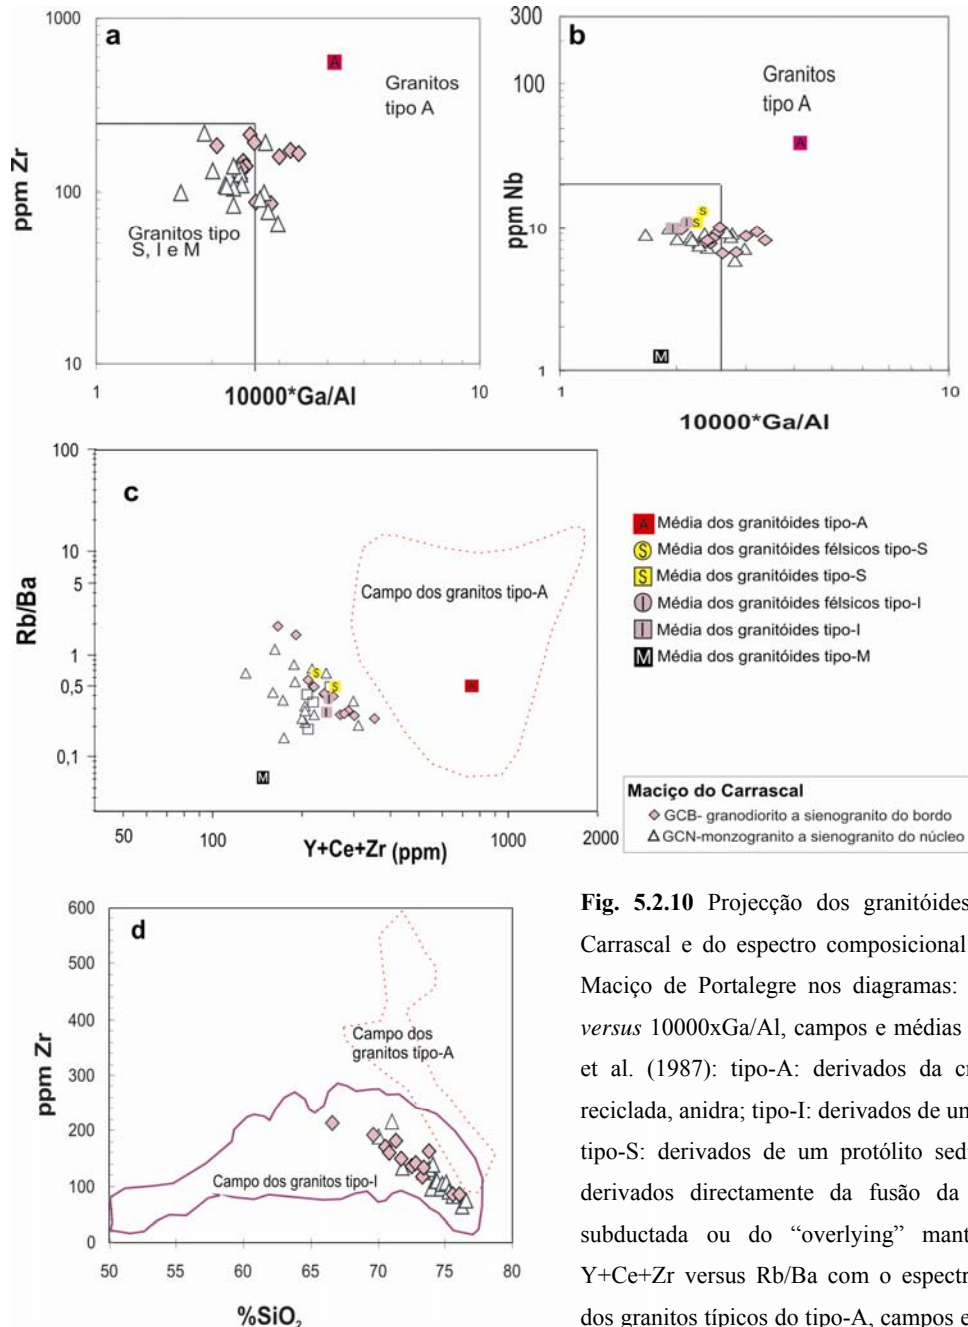 a
1000
100
10
1
10
ppm Zr
10000*Ga/Al
A
Granitos
tipo A
Granitos tipo
S, I e M
b
300
100
10
1
1
10
ppm Nb
10000*Ga/Al
A
Granitos
tipo A
S
S
I
M
c
100
10
5
1
0.5
0,1
50
100
1000
2000
Rb/Ba
Y+Ce+Zr (ppm)
Campo dos granitos tipo-A
S
S
I
I
M
A Média dos granitóides tipo-A
S Média dos granitóides félsicos tipo-S
S Média dos granitóides tipo-S
I Média dos granitóides félsicos tipo-I
I Média dos granitóides tipo-I
M Média dos granitóides tipo-M
Maciço do Carrascal
GCB- granodiorito a sienogranito do bordo
GCN-monzogranito a sienogranito do núcleo
d
600
500
400
300
200
100
0
50
60
65
70
75
80
55
ppm Zr
%SiO2
Campo dos
granitos tipo-A
Campo dos granitos tipo-I
Fig. 5.2.10 Projecção dos granitóides
Carrascal e do espectro composicional
Maciço de Portalegre nos diagramas:
versus 10000xGa/Al, campos e médias
et al. (1987): tipo-A: derivados da
reciclada, anidra; tipo-I: derivados de
tipo-S: derivados de um protólito
derivados directamente da fusão da
subductada ou do “overlying”
Y+Ce+Zr versus Rb/Ba com o
dos granitos típicos do tipo-A, campos e